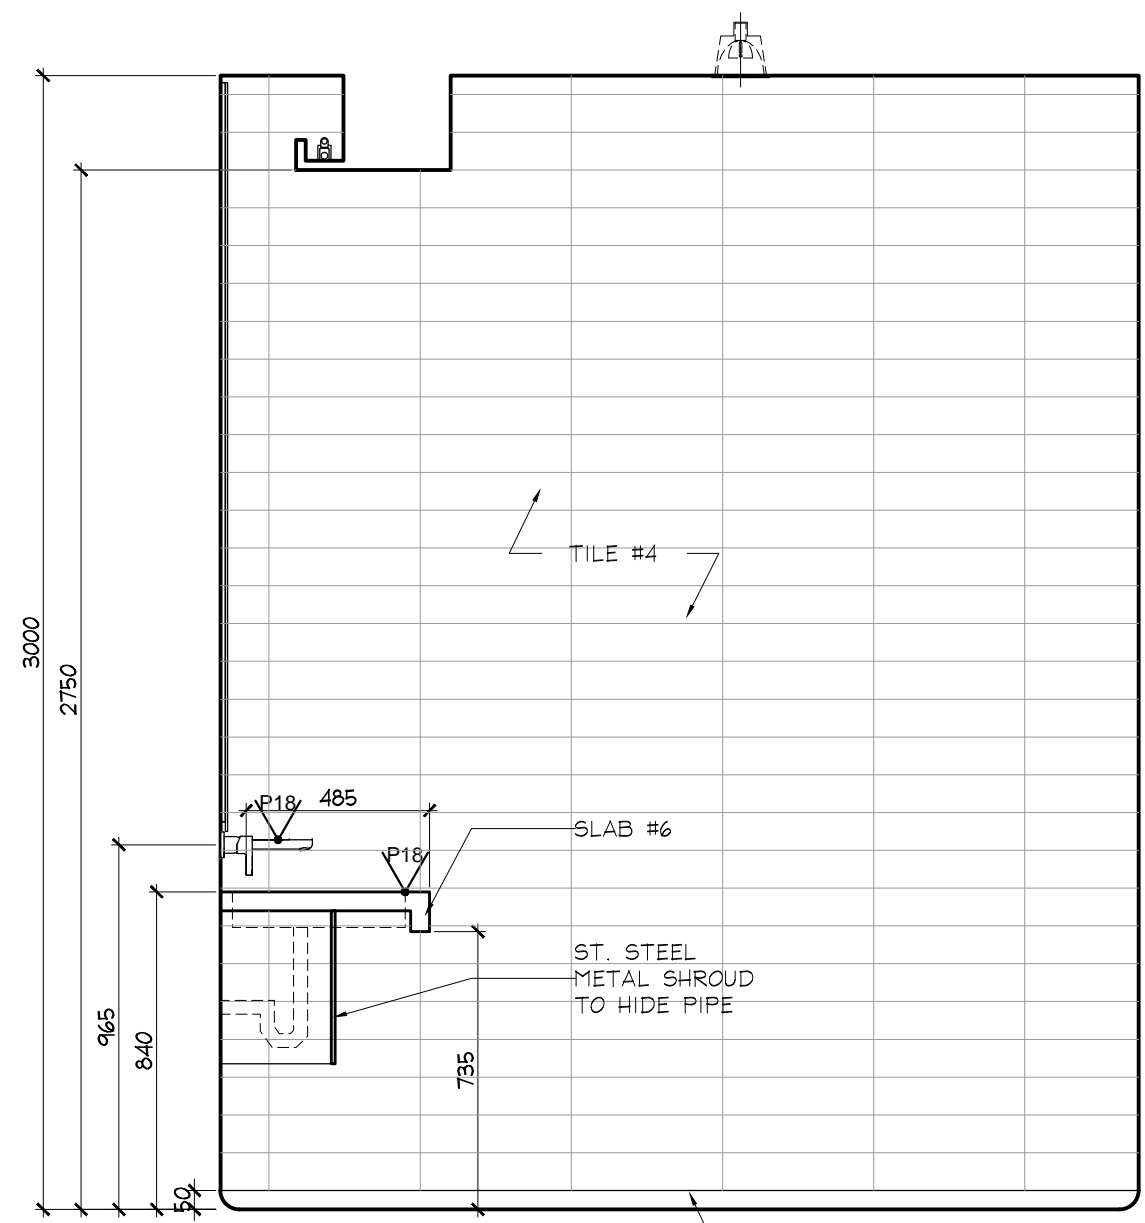 TILE #4
3000
2750
P18
485
SLAB #6
P18
ST. STEEL
METAL SHROUD
TO HIDE PIPE
965
840
735
50